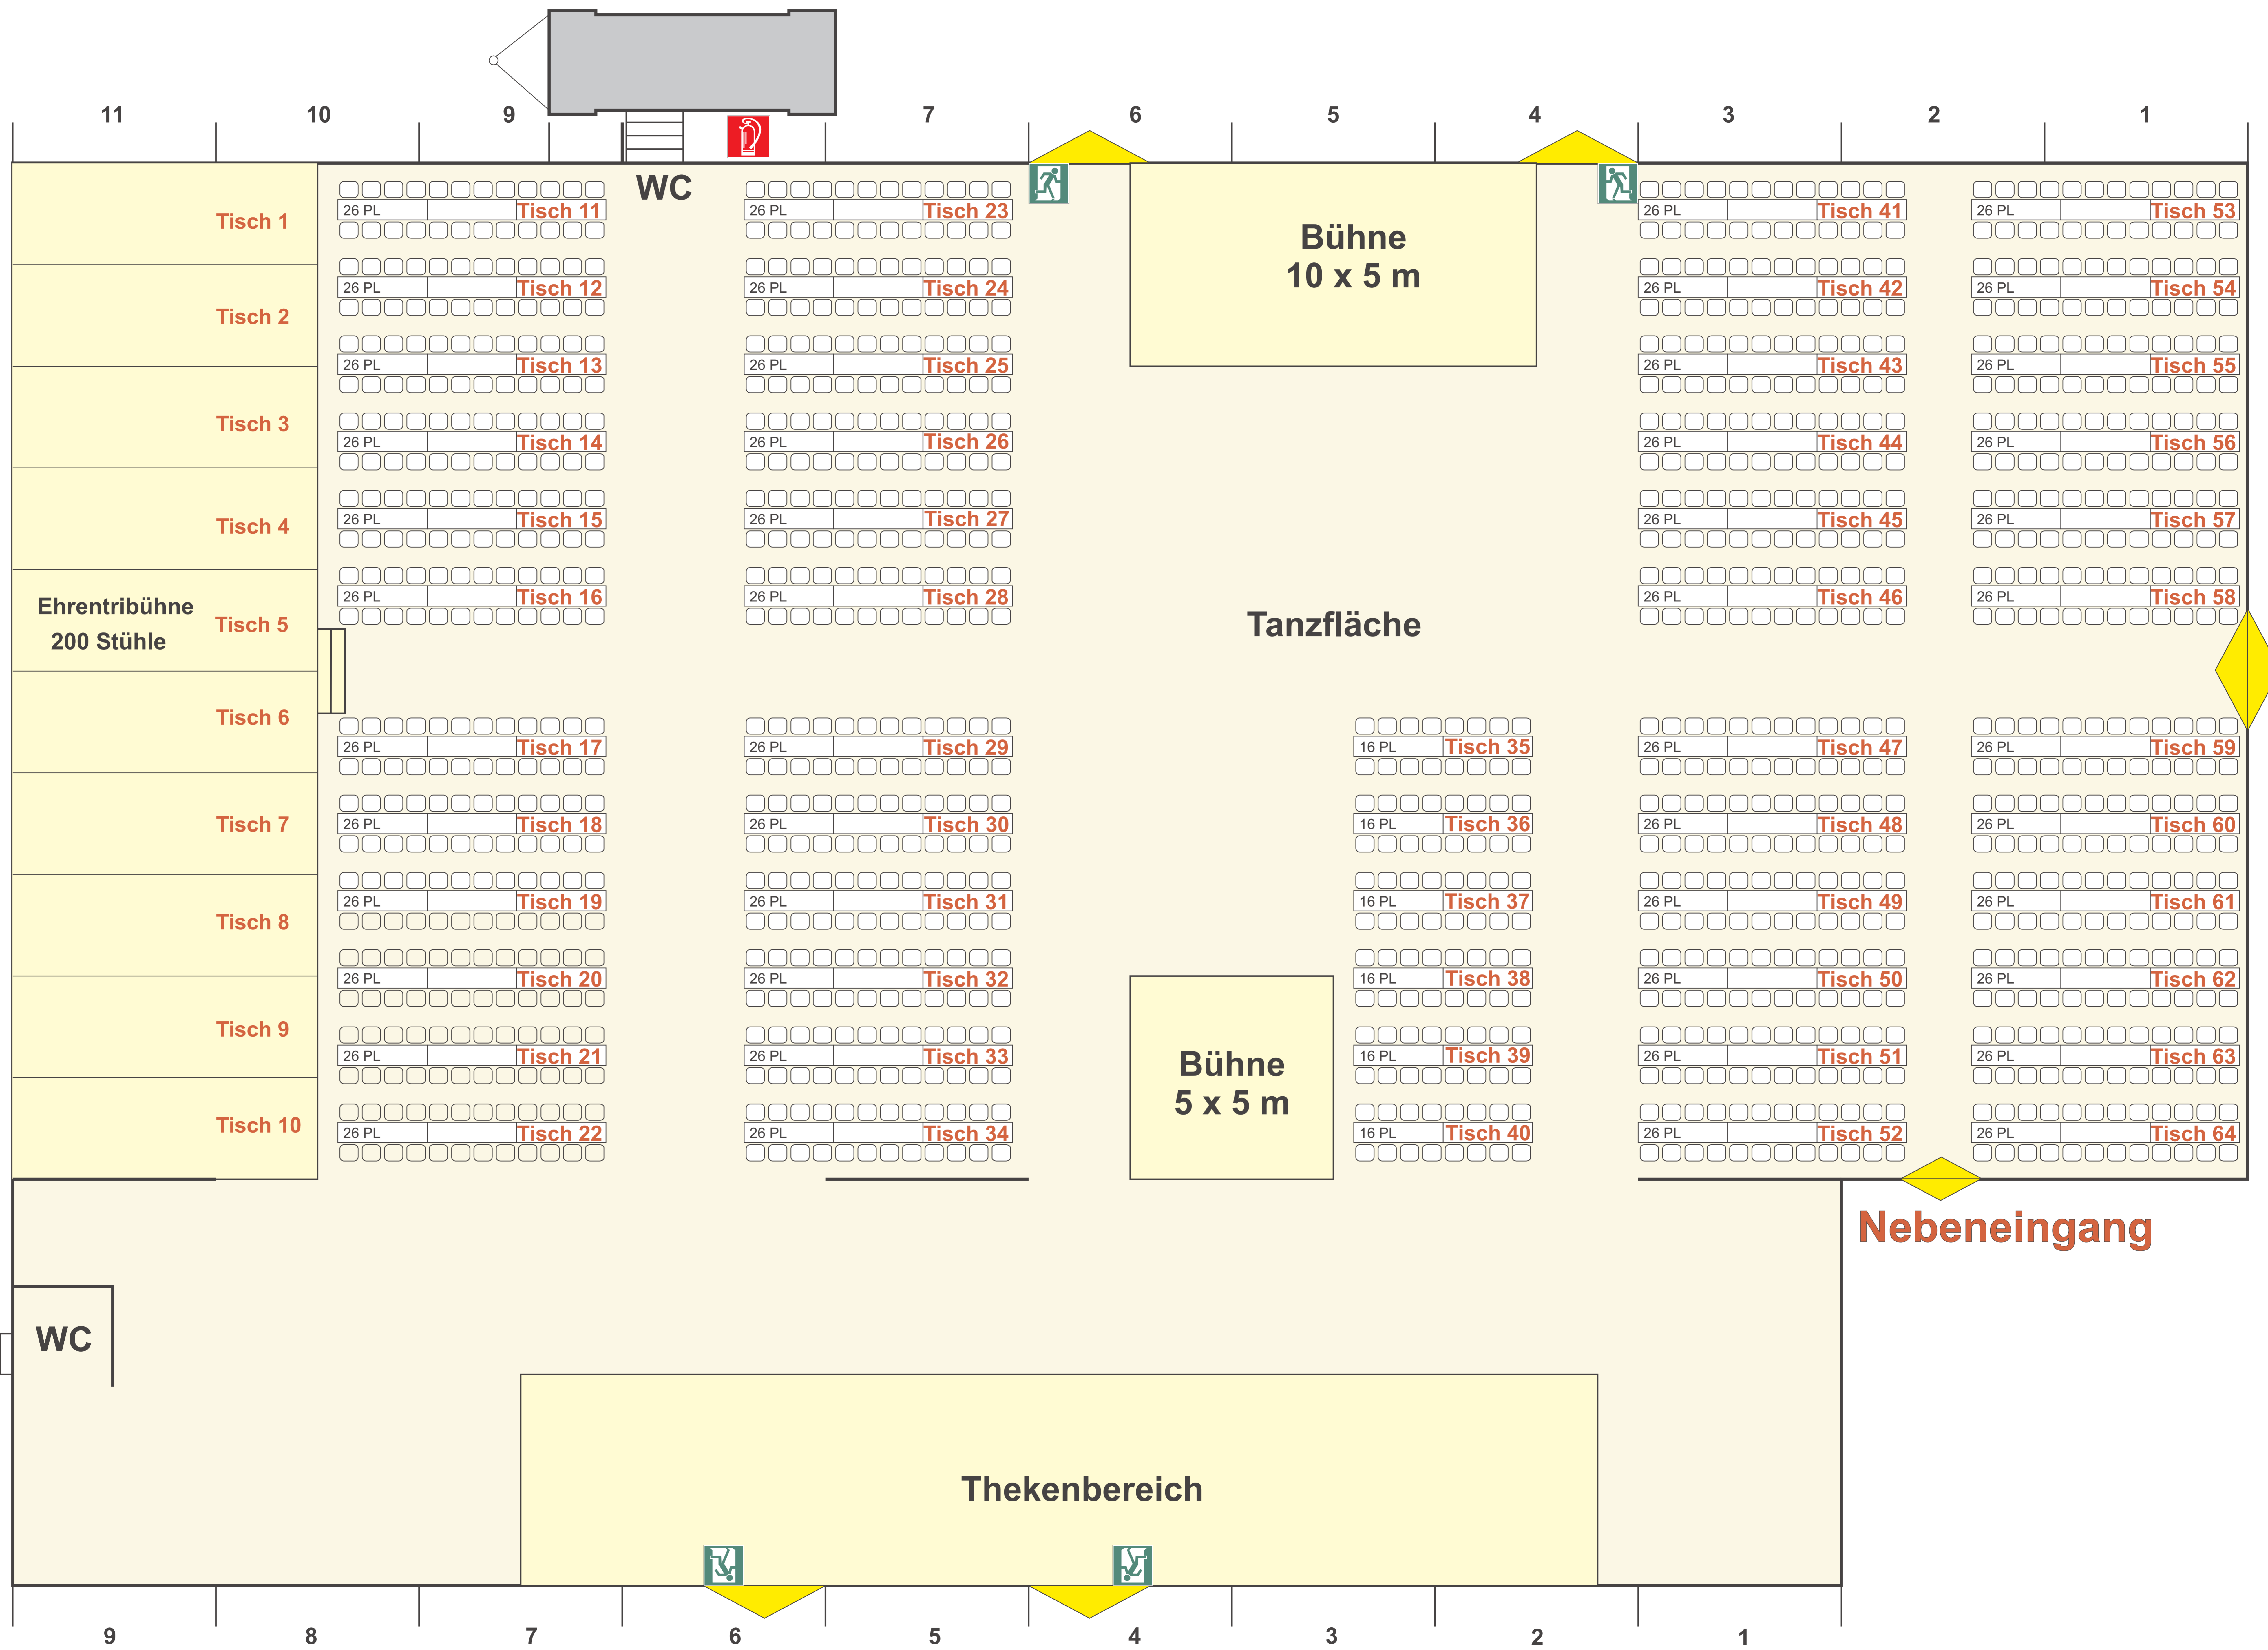 11 10 9 7 6 5 4 3 2 1
WC
Tisch 1
Tisch 2
Tisch 3
Tisch 4
Ehrentribühne
200 Stühle
Tisch 5
Tisch 6
Tisch 7
Tisch 8
Tisch 9
Tisch 10
26 PL Tisch 11
26 PL Tisch 12
26 PL Tisch 13
26 PL Tisch 14
26 PL Tisch 15
26 PL Tisch 16
26 PL Tisch 17
26 PL Tisch 18
26 PL Tisch 19
26 PL Tisch 20
26 PL Tisch 21
26 PL Tisch 22
26 PL Tisch 23
26 PL Tisch 24
26 PL Tisch 25
26 PL Tisch 26
26 PL Tisch 27
26 PL Tisch 28
26 PL Tisch 29
26 PL Tisch 30
26 PL Tisch 31
26 PL Tisch 32
26 PL Tisch 33
26 PL Tisch 34
Bühne
10 x 5 m
Tanzfläche
Bühne
5 x 5 m
16 PL Tisch 35
16 PL Tisch 36
16 PL Tisch 37
16 PL Tisch 38
16 PL Tisch 39
16 PL Tisch 40
26 PL Tisch 41
26 PL Tisch 42
26 PL Tisch 43
26 PL Tisch 44
26 PL Tisch 45
26 PL Tisch 46
26 PL Tisch 47
26 PL Tisch 48
26 PL Tisch 49
26 PL Tisch 50
26 PL Tisch 51
26 PL Tisch 52
26 PL Tisch 53
26 PL Tisch 54
26 PL Tisch 55
26 PL Tisch 56
26 PL Tisch 57
26 PL Tisch 58
26 PL Tisch 59
26 PL Tisch 60
26 PL Tisch 61
26 PL Tisch 62
26 PL Tisch 63
26 PL Tisch 64
Nebeneingang
WC
Thekenbereich
9 8 7 6 5 4 3 2 1